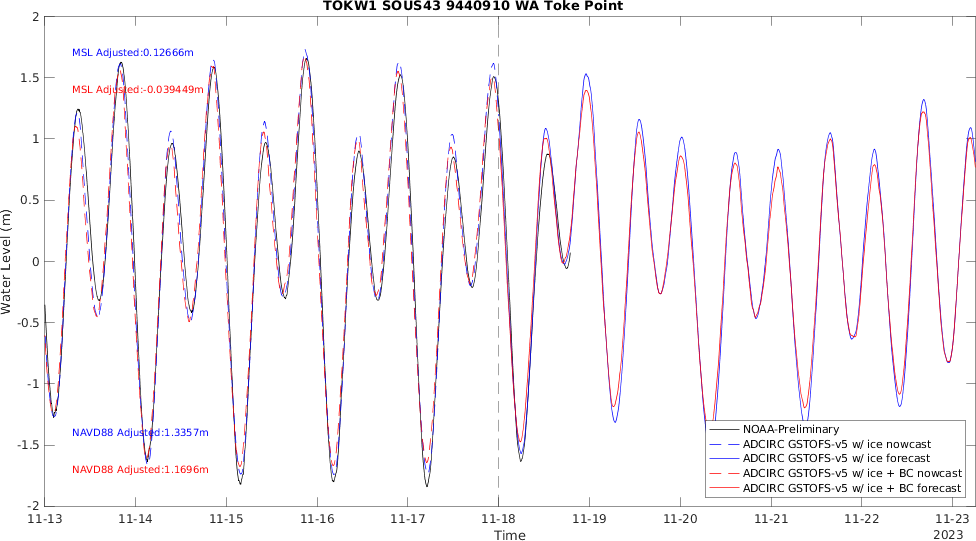 TOKW1 SOUS43 9440910 WA Toke Point
2
1.5
1
0.5
0
-0.5
-1
-1.5
-2
Water Level (m)
MSL Adjusted:0.12666m
MSL Adjusted:-0.039449m
NAVD88 Adjusted:1.3357m
NAVD88 Adjusted:1.1696m
NOAA-Preliminary
ADCIRC GSTOFS-v5 w/ ice nowcast
ADCIRC GSTOFS-v5 w/ ice forecast
ADCIRC GSTOFS-v5 w/ ice + BC nowcast
ADCIRC GSTOFS-v5 w/ ice + BC forecast
11-13 11-14 11-15 11-16 11-17 11-18 11-19 11-20 11-21 11-22 11-23
Time
2023